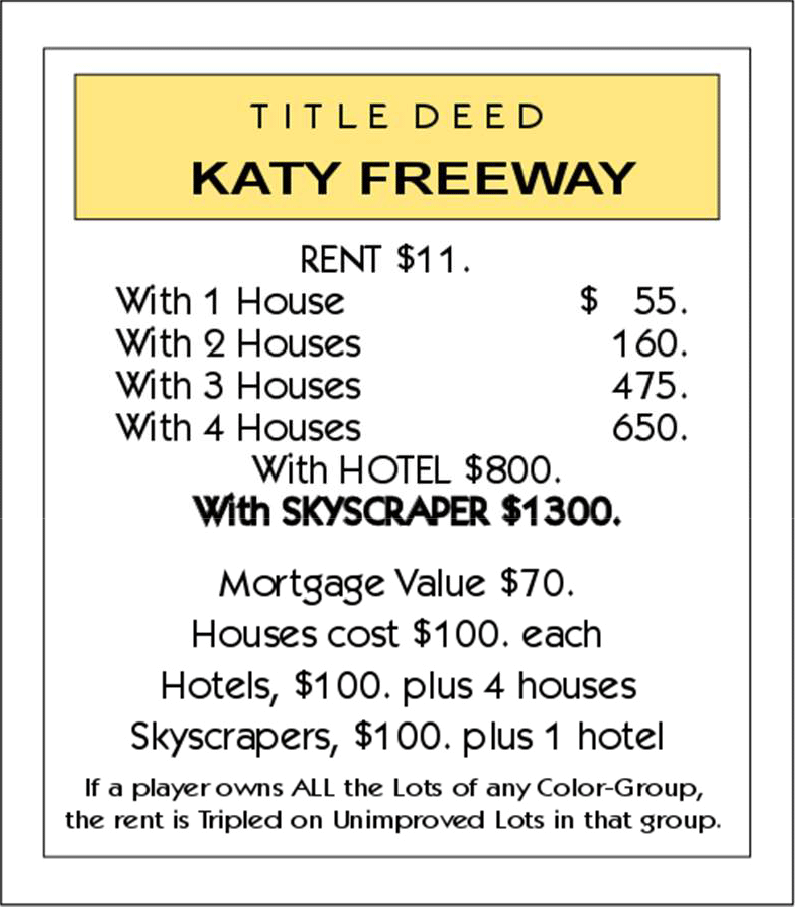 TITLE DEED
KATY FREEWAY
RENT $11.
With 1 House $ 55.
With 2 Houses 160.
With 3 Houses 475.
With 4 Houses 650.
With HOTEL $800.
With SKYSCRAPER $1300.
Mortgage Value $70.
Houses cost $100. each
Hotels, $100. plus 4 houses
Skyscrapers, $100. plus 1 hotel
If a player owns ALL the Lots of any Color-Group,
the rent is Tripled on Unimproved Lots in that group.